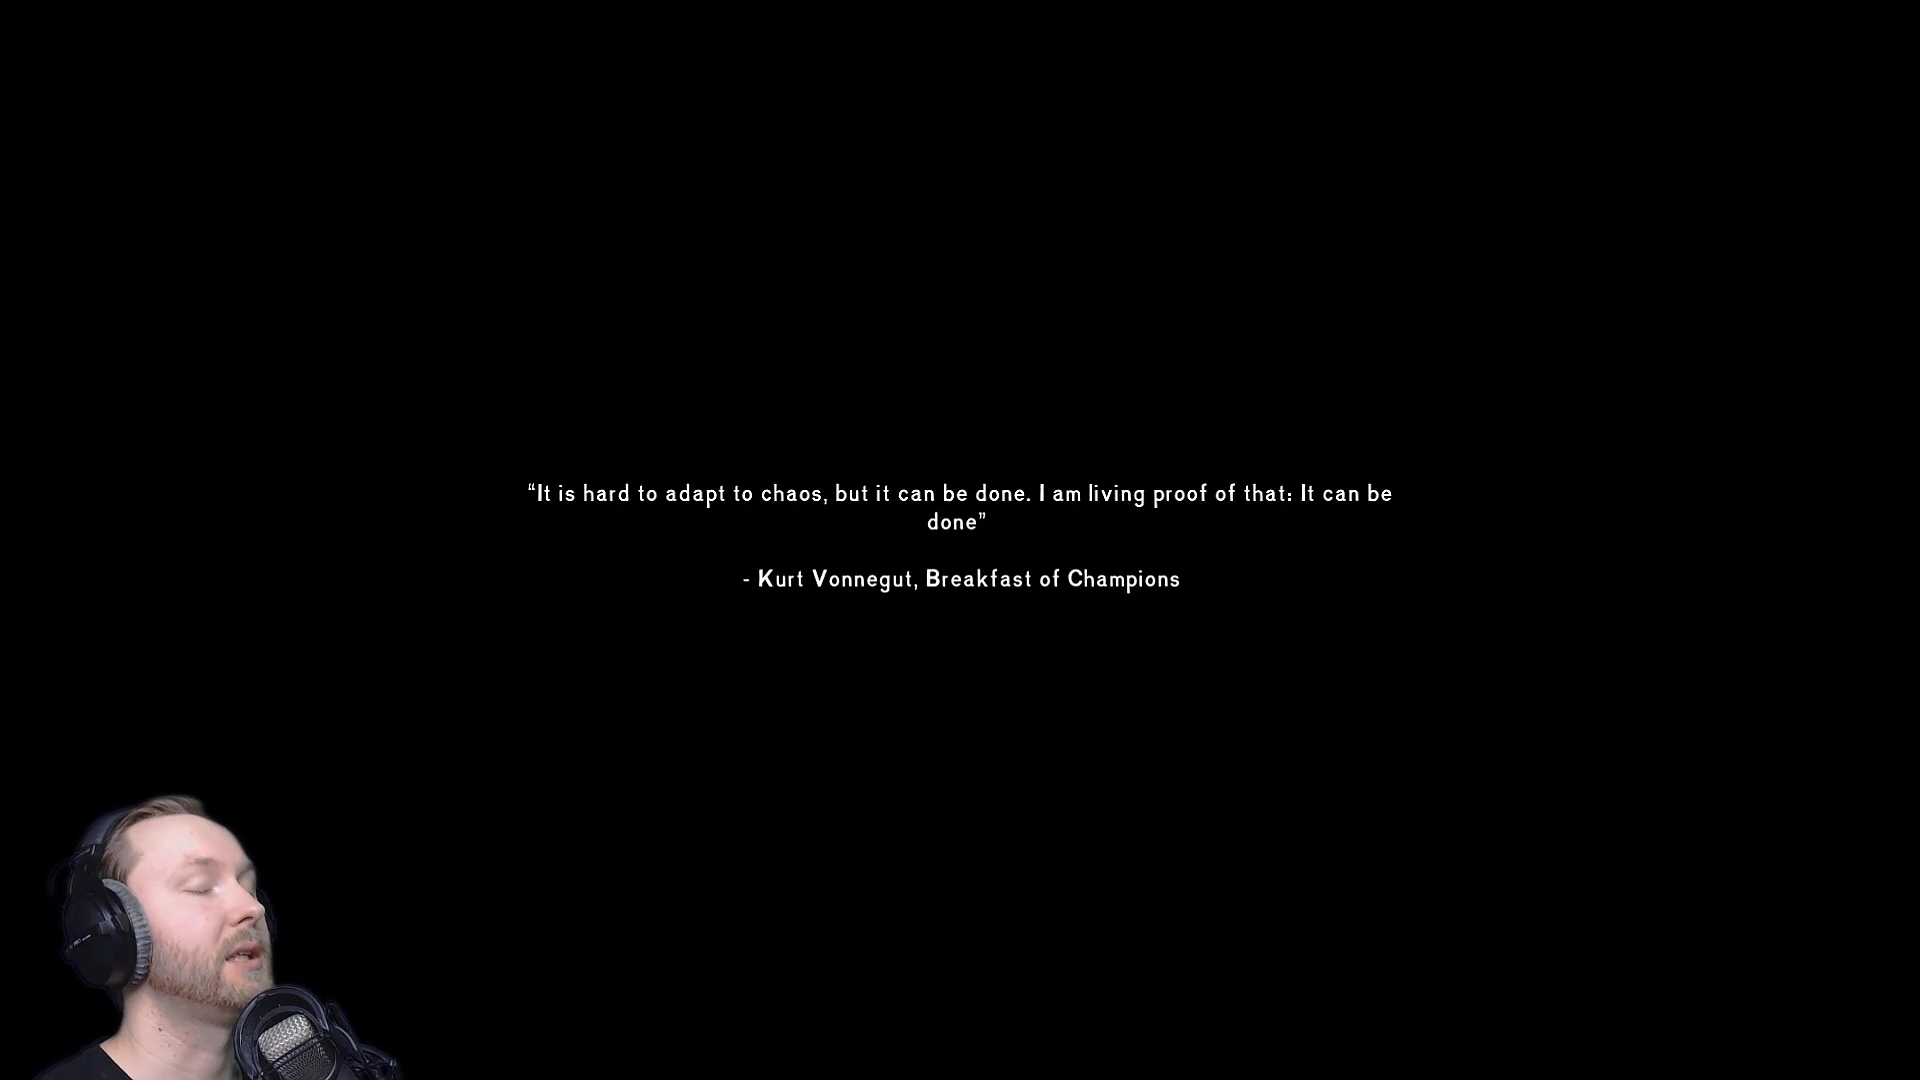 “It is hard to adapt to chaos, but it can be done. I am living proof of that: It can be
done”
- Kurt Vonnegut, Breakfast of Champions